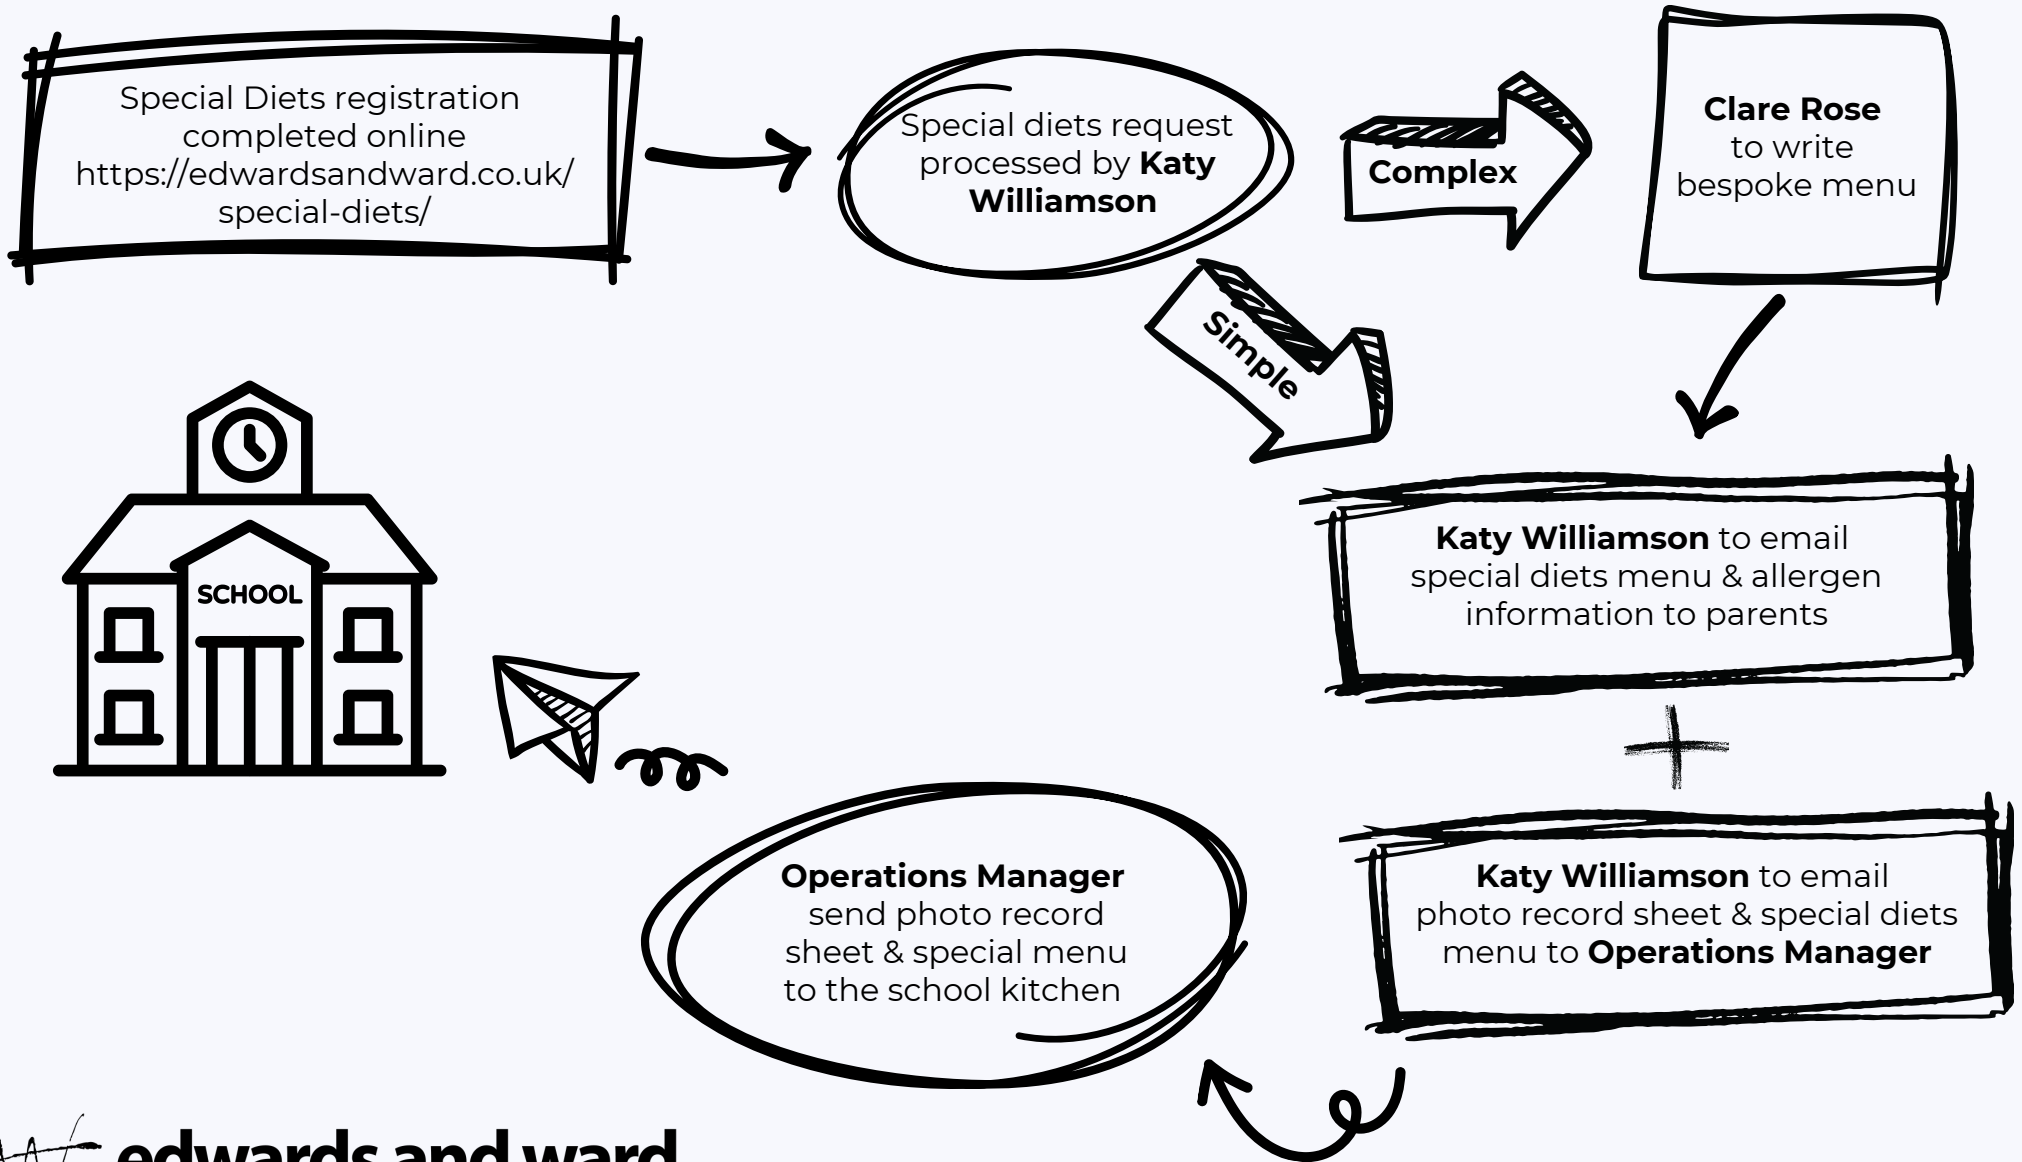 Special Diets registration
completed online
https://edwardsandward.co.uk/
special-diets/
Special diets request
processed by Katy
Williamson
Complex
Clare Rose
to write
bespoke menu
Simple
Katy Williamson to email
special diets menu & allergen
information to parents
+
Katy Williamson to email
photo record sheet & special diets
menu to Operations Manager
Operations Manager
send photo record
sheet & special menu
to the school kitchen
SCHOOL
edwards and ward